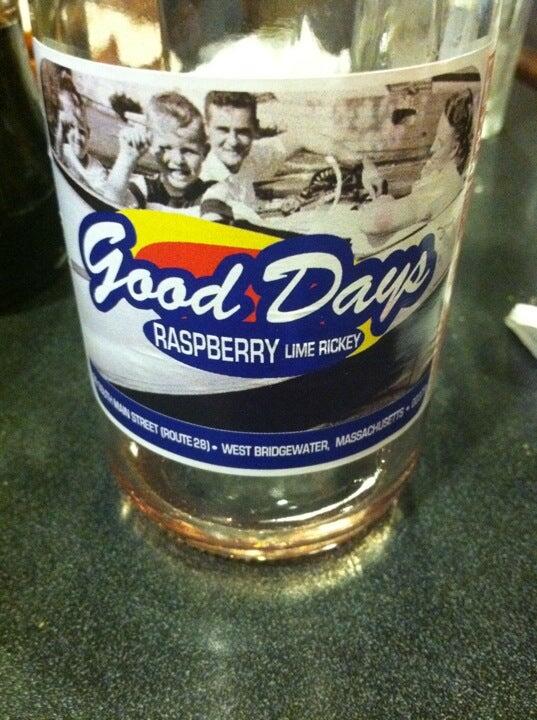 Good Days
RASPBERRY LIME RICKEY
MAIN STREET (ROUTE 28) • WEST BRIDGEWATER, MASSACHUSETTS •